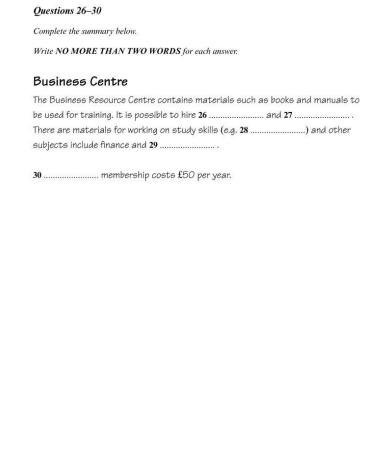 Questions 26–30
Complete the summary below.
Write NO MORE THAN TWO WORDS for each answer.
Business Centre
The Business Resource Centre contains materials such as books and manuals to
be used for training. It is possible to hire 26 ........................ and 27 ........................ .
There are materials for working on study skills (e.g. 28 ........................) and other
subjects include finance and 29 ........................ .
30 ........................ membership costs £50 per year.